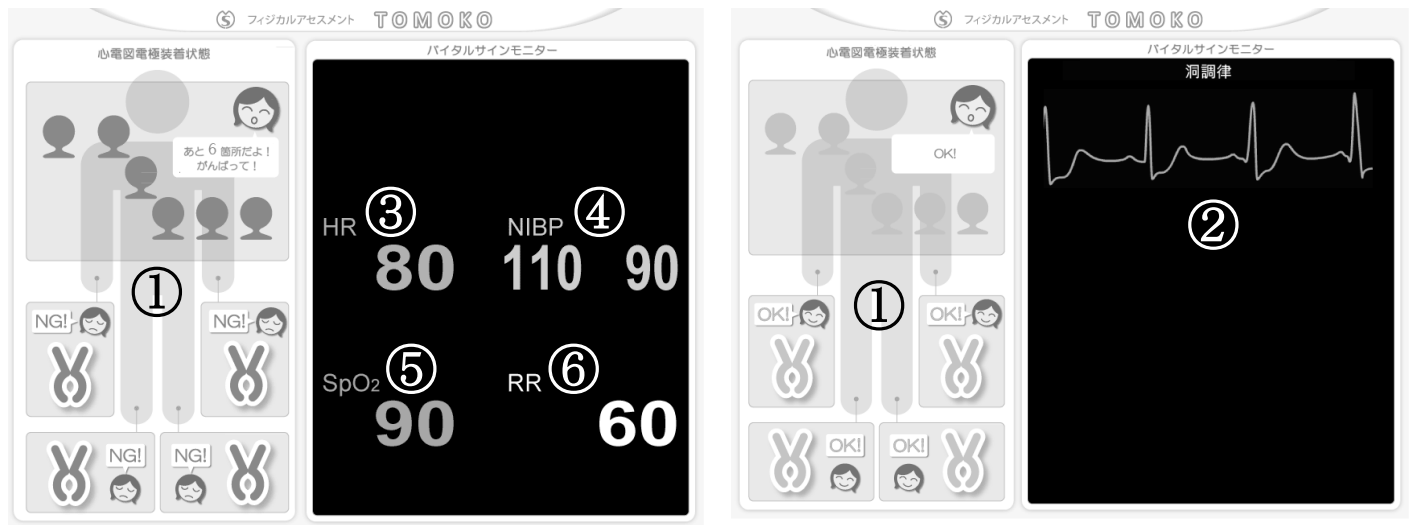 フィジカルアセスメント TOMOKO
心電図電極装着状態
あと6箇所だよ！
がんばって！
NG!
NG!
①
NG!
NG!
バイタルサインモニター
HR ③
80
NIBP ④
110 90
SpO2 ⑤
90
RR ⑥
60
フィジカルアセスメント TOMOKO
心電図電極装着状態
OK!
OK!
OK!
①
OK!
OK!
バイタルサインモニター
洞調律
②